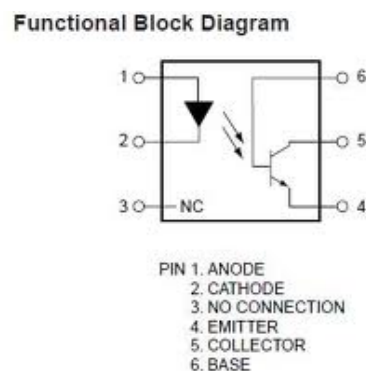 Functional Block Diagram
1
6
2
5
3
NC
4
PIN 1. ANODE
2. CATHODE
3. NO CONNECTION
4. EMITTER
5. COLLECTOR
6. BASE